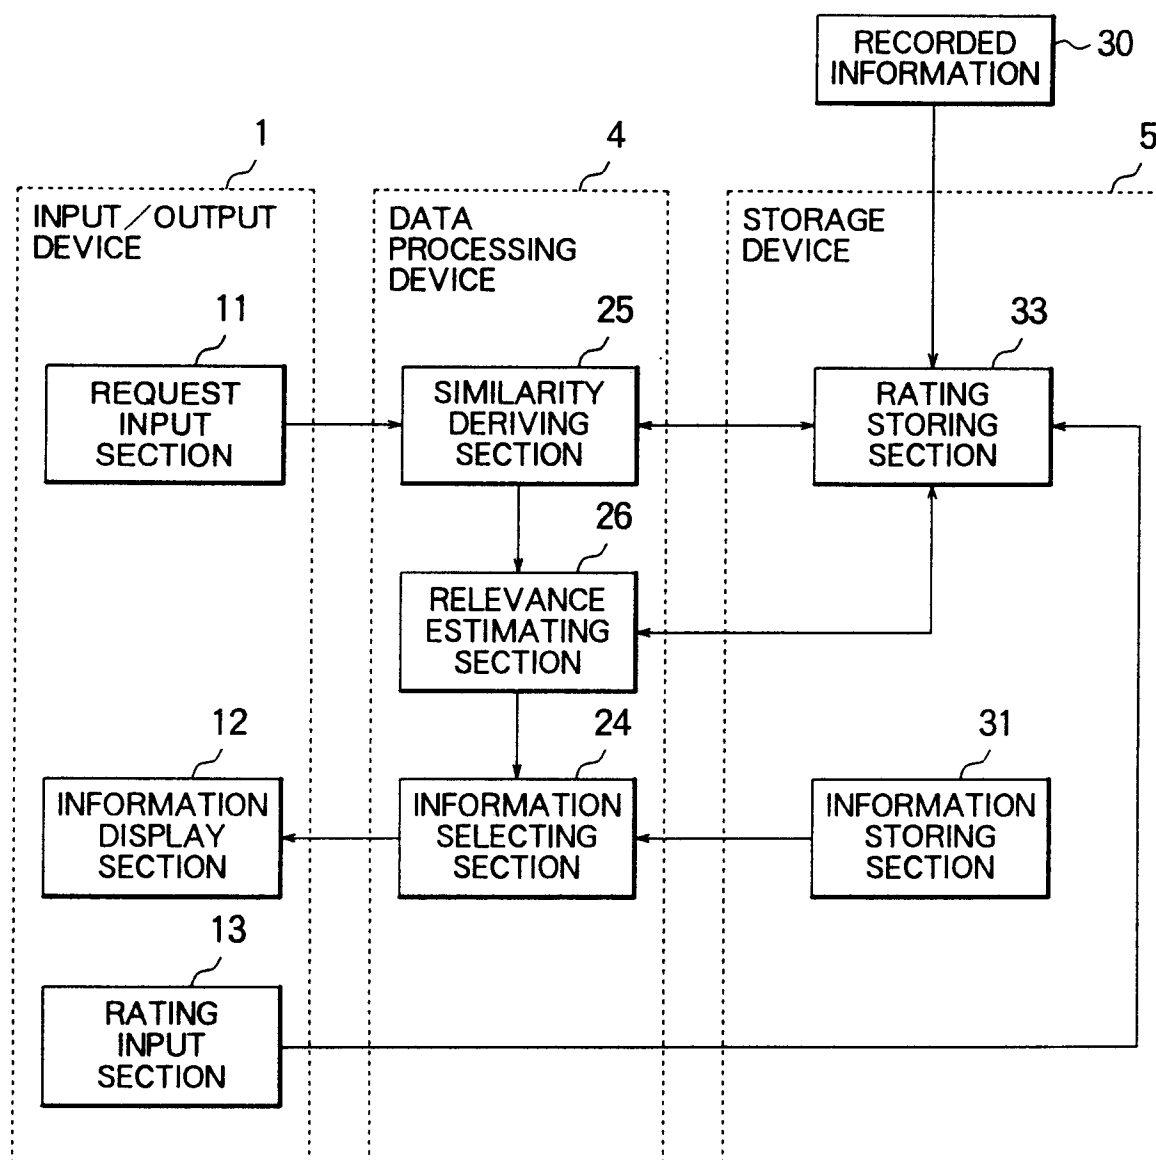 RECORDED
INFORMATION
30
1
4
5
INPUT/OUTPUT
DEVICE
DATA
PROCESSING
DEVICE
STORAGE
DEVICE
11
25
33
REQUEST
INPUT
SECTION
SIMILARITY
DERIVING
SECTION
RATING
STORING
SECTION
26
RELEVANCE
ESTIMATING
SECTION
12
24
31
INFORMATION
DISPLAY
SECTION
INFORMATION
SELECTING
SECTION
INFORMATION
STORING
SECTION
13
RATING
INPUT
SECTION